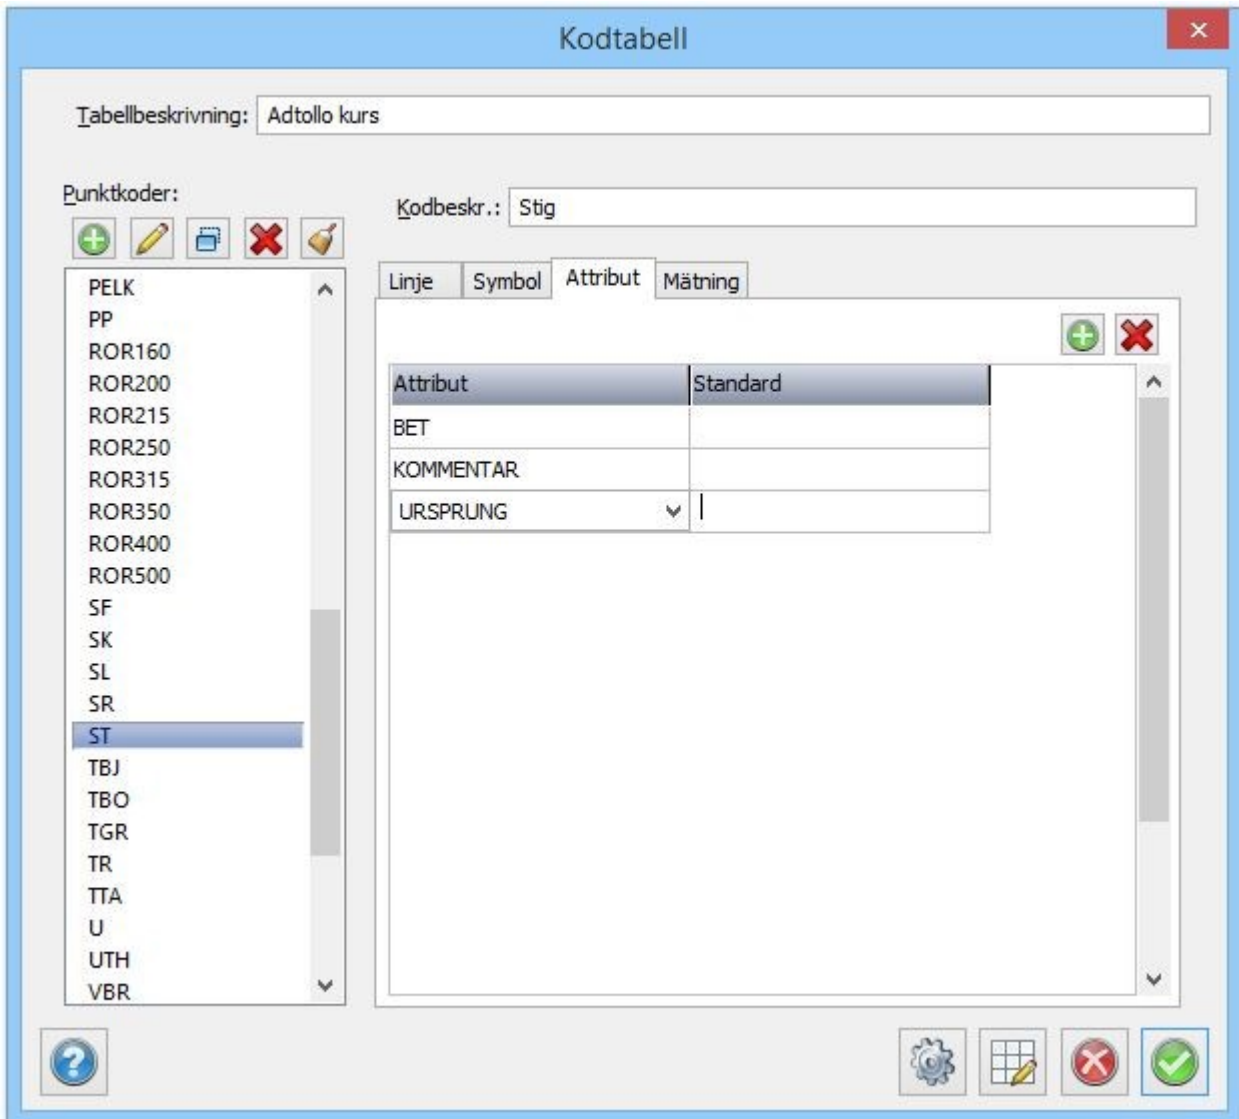 Kodtabell
Tabellbeskrivning: Adtollo kurs
Punktkoder:
Kodbeskr.: Stig
PELK
PP
ROR160
ROR200
ROR215
ROR250
ROR315
ROR350
ROR400
ROR500
SF
SK
SL
SR
ST
TBJ
TBO
TGR
TR
TTA
U
UTH
VBR
Linje Symbol Attribut Mätning
Attribut Standard
BET
KOMMENTAR
URSPRUNG